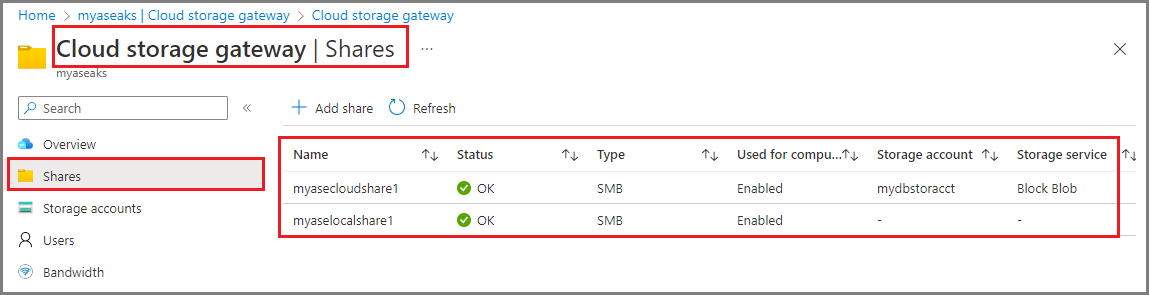 Home > myaseaks | Cloud storage gateway > Cloud storage gateway
Cloud storage gateway | Shares ...
myaseaks
Search
Overview
Shares
Storage accounts
Users
Bandwidth
Add share Refresh
Name Status Type Used for compu... Storage account Storage service
myasecloudshare1 OK SMB Enabled mydbstoracct Block Blob
myaselocalshare1 OK SMB Enabled - -